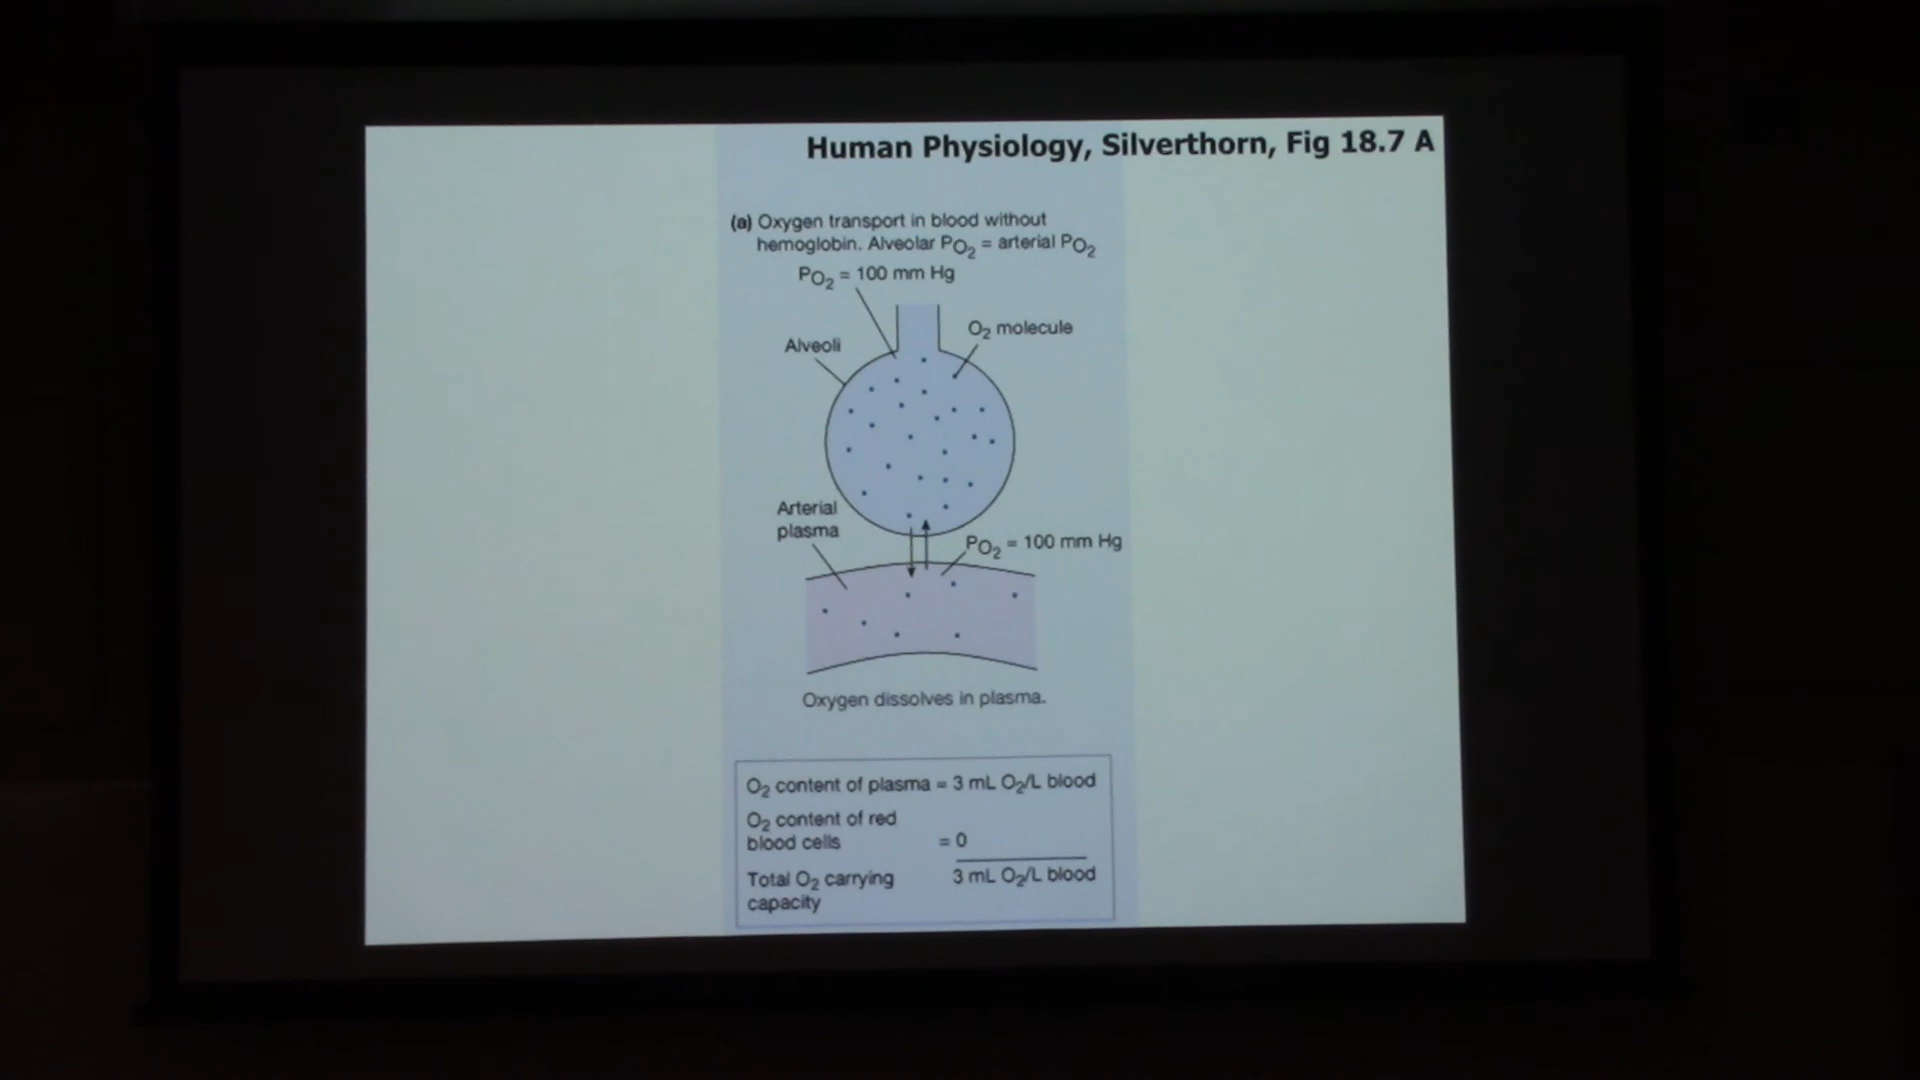 Human Physiology, Silverthorn, Fig 18.7 A
(a) Oxygen transport in blood without
hemoglobin. Alveolar PO2 = arterial PO2
PO2 = 100 mm Hg
O2 molecule
Alveoli
Arterial
plasma
PO2 = 100 mm Hg
Oxygen dissolves in plasma.
O2 content of plasma = 3 mL O2/L blood
O2 content of red
blood cells = 0
Total O2 carrying 3 mL O2/L blood
capacity